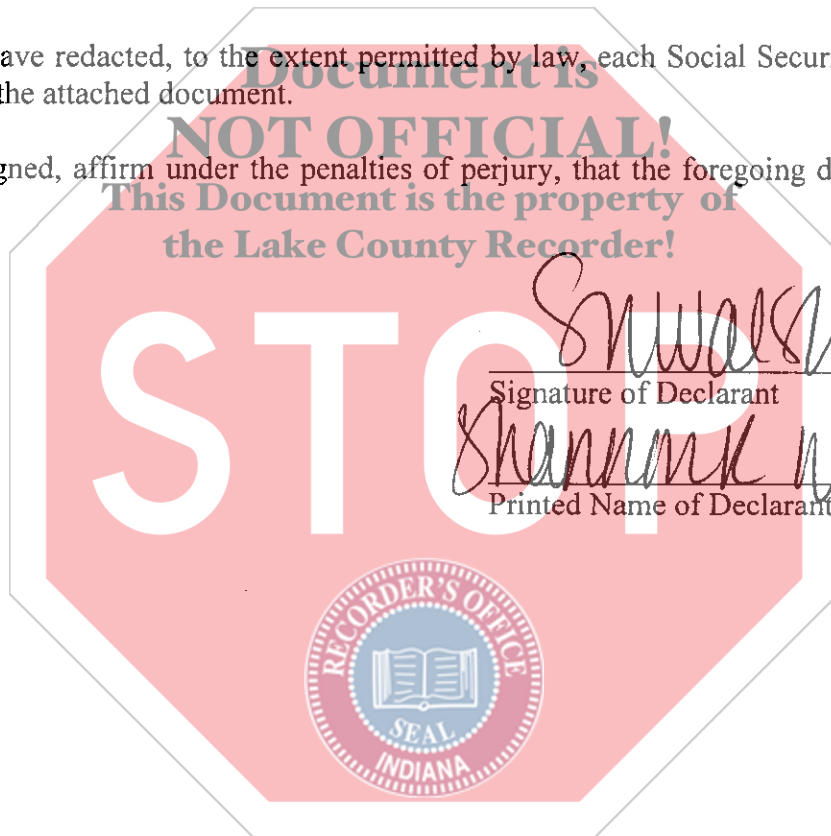 ave redacted, to the extent permitted by law, each Social Secur
Document is
the attached document.
NOT OFFICIAL!
gned, affirm under the penalties of perjury, that the foregoing d
This Document is the property of
the Lake County Recorder!
STOP
Signature of Declarant
Shannon K
Printed Name of Declarant
RECORDER'S OFFICE
SEAL
INDIANA